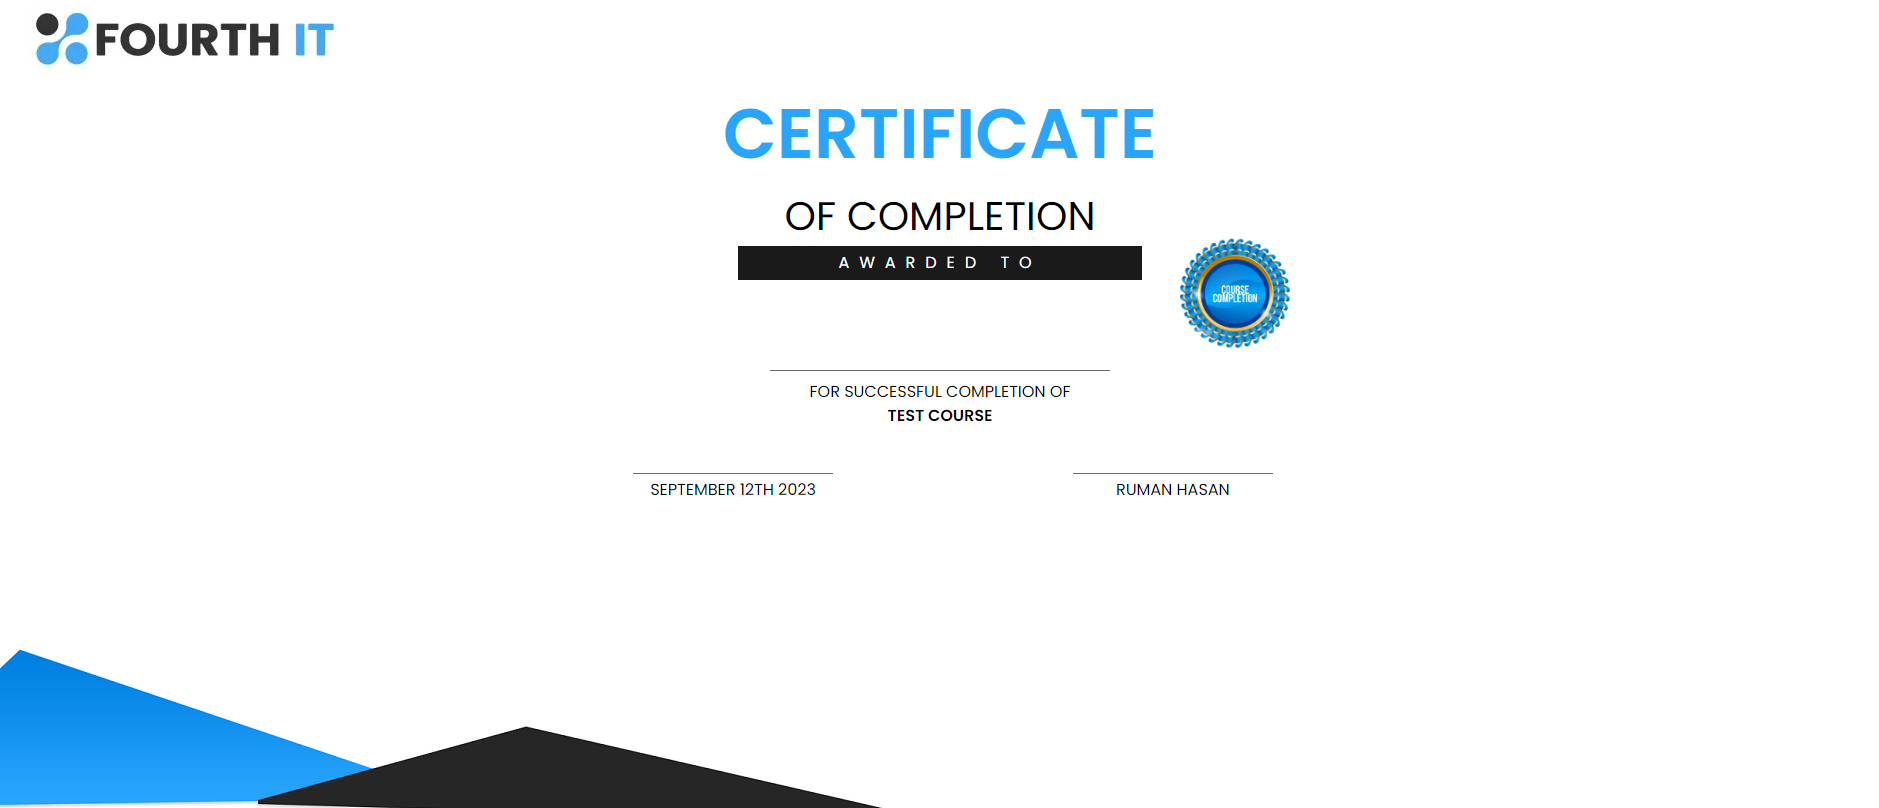 FOURTH IT
CERTIFICATE
OF COMPLETION
AWARDED TO
COURSE
COMPLETION
FOR SUCCESSFUL COMPLETION OF
TEST COURSE
SEPTEMBER 12TH 2023
RUMAN HASAN